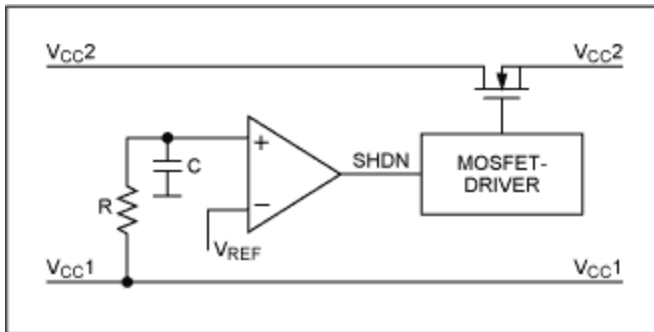 VCC2 VCC2
+
C
SHDN
MOSFET-
DRIVER
R
−
VREF
VCC1 VCC1